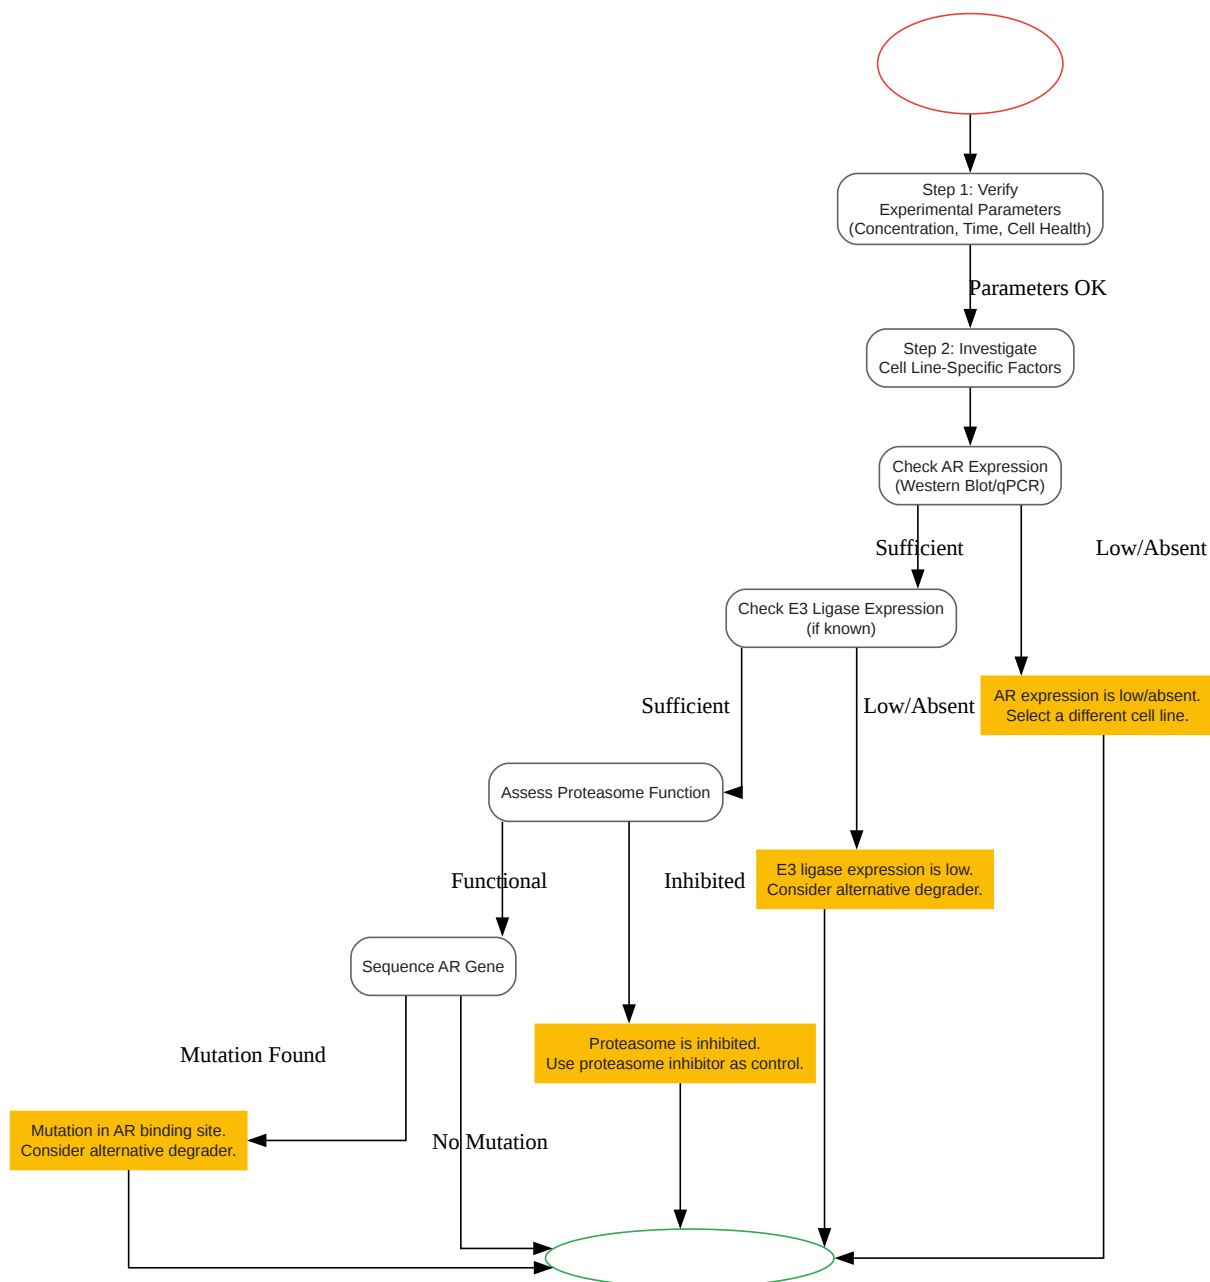 Step 1: Verify
Experimental Parameters
(Concentration, Time, Cell Health)
Parameters OK
Step 2: Investigate
Cell Line-Specific Factors
Check AR Expression
(Western Blot/qPCR)
Sufficient
Low/Absent
Check E3 Ligase Expression
(if known)
Sufficient
Low/Absent
AR expression is low/absent.
Select a different cell line.
Assess Proteasome Function
Functional
Inhibited
E3 ligase expression is low.
Consider alternative degrader.
Sequence AR Gene
Proteasome is inhibited.
Use proteasome inhibitor as control.
Mutation Found
Mutation in AR binding site.
Consider alternative degrader.
No Mutation